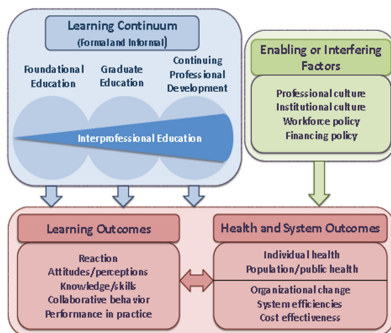 Learning Continuum
(Formal and Informal)
Foundational
Education
Graduate
Education
Continuing
Professional
Development
Interprofessional Education
Enabling or Interfering
Factors
Professional culture
Institutional culture
Workforce policy
Financing policy
Learning Outcomes
Reaction
Attitudes/perceptions
Knowledge/skills
Collaborative behavior
Performance in practice
Health and System Outcomes
Individual health
Population/public health
Organizational change
System efficiencies
Cost effectiveness